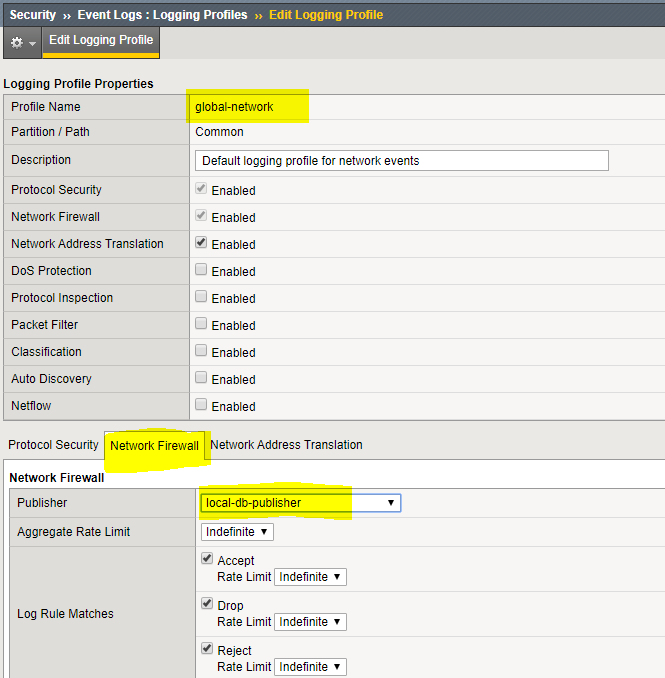 Security ›› Event Logs : Logging Profiles ›› Edit Logging Profile
Edit Logging Profile
Logging Profile Properties
Profile Name global-network
Partition / Path Common
Description Default logging profile for network events
Protocol Security Enabled
Network Firewall Enabled
Network Address Translation Enabled
DoS Protection Enabled
Protocol Inspection Enabled
Packet Filter Enabled
Classification Enabled
Auto Discovery Enabled
Netflow Enabled
Protocol Security Network Firewall Network Address Translation
Network Firewall
Publisher local-db-publisher
Aggregate Rate Limit Indefinite
Log Rule Matches
Accept
Rate Limit Indefinite
Drop
Rate Limit Indefinite
Reject
Rate Limit Indefinite